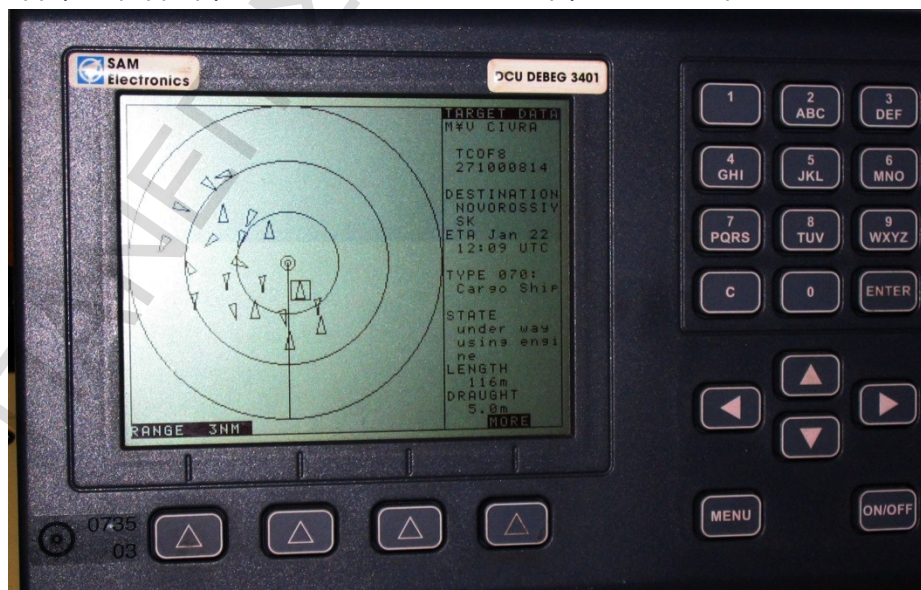 SAM
Electronics
DCU DEBEG 3401
TARGET DATA
M¥V CIVRA
TCOF8
271000814
DESTINATION
NOVOROSSIY
SK
ETA Jan 22
12:09 UTC
TYPE 070:
Cargo Ship
STATE
under way
using engi
ne
LENGTH
116m
DRAUGHT
5.0m
MORE
RANGE 3NM
1
2
ABC
3
DEF
4
GHI
5
JKL
6
MNO
7
PQRS
8
TUV
9
WXYZ
C
0
ENTER
MENU
ON/OFF
0735
03